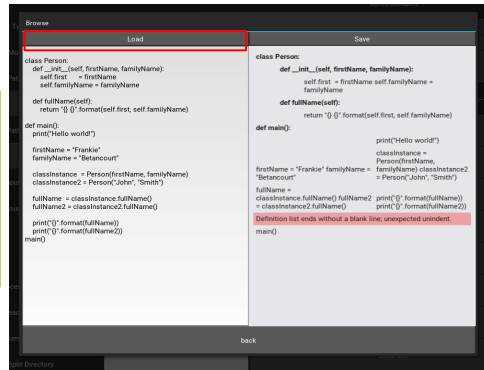 Browse
Load
Save
class Person:
def __init__(self, firstName, familyName):
self.first = firstName
self.familyName = familyName
def fullName(self):
return "{} {}".format(self.first, self.familyName)
def main():
print("Hello world!")
firstName = "Frankie"
familyName = "Betancourt"
classInstance = Person(firstName, familyName)
classInstance2 = Person("John", "Smith")
fullName = classInstance.fullName()
fullName2 = classInstance2.fullName()
print("{}".format(fullName))
print("{}".format(fullName2))
main()
class Person:
def __init__(self, firstName, familyName):
self.first = firstName self.familyName =
familyName
def fullName(self):
return "{} {}".format(self.first, self.familyName)
def main():
print("Hello world!")
classInstance =
Person(firstName,
firstName = "Frankie" familyName = familyName) classInstance2
"Betancourt" = Person("John", "Smith")
fullName =
classInstance.fullName() fullName2 print("{}".format(fullName))
= classInstance2.fullName() print("{}".format(fullName2))
Definition list ends without a blank line; unexpected unindent.
main()
back
Split Directory